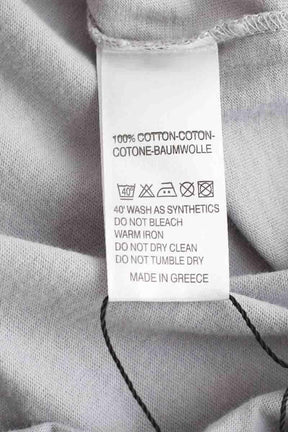 100% COTTON-COTON-
COTONE-BAUMWOLLE
40°
40' WASH AS SYNTHETICS
DO NOT BLEACH
WARM IRON
DO NOT DRY CLEAN
DO NOT TUMBLE DRY
MADE IN GREECE